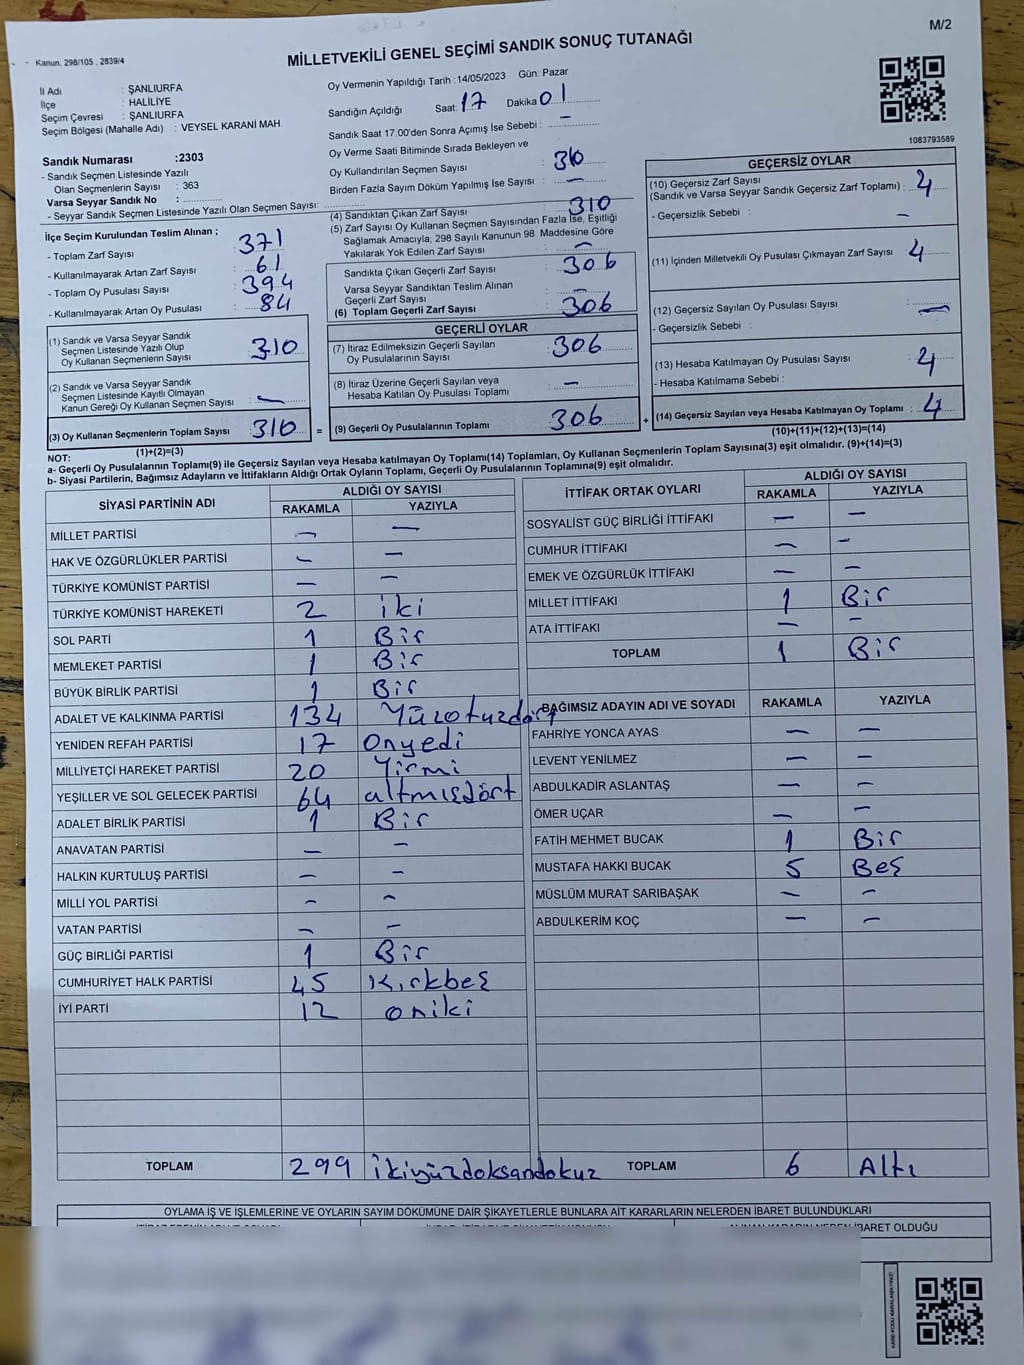 M/2
Kanun: 298/105 , 2839/4
MİLLETVEKİLİ GENEL SEÇİMİ SANDIK SONUÇ TUTANAĞI
İl Adı : ŞANLIURFA
İlçe : HALİLİYE
Seçim Çevresi : ŞANLIURFA
Seçim Bölgesi (Mahalle Adı) : VEYSEL KARANİ MAH.
Sandık Numarası :2303
- Sandık Seçmen Listesinde Yazılı
Olan Seçmenlerin Sayısı : 363
Varsa Seyyar Sandık No :
- Seyyar Sandık Seçmen Listesinde Yazılı Olan Seçmen Sayısı:
Oy Vermenin Yapıldığı Tarih :14/05/2023 Gün: Pazar
Sandığın Açıldığı Saat: 17 Dakika 01
Sandık Saat 17:00'den Sonra Açımış İse Sebebi : -
Oy Verme Saati Bitiminde Sırada Bekleyen ve
Oy Kullandırılan Seçmen Sayısı : 310
Birden Fazla Sayım Döküm Yapılmış İse Sayısı : -
1083793589
İlçe Seçim Kurulundan Teslim Alınan ;
- Toplam Zarf Sayısı : 371
- Kullanılmayarak Artan Zarf Sayısı : 61
- Toplam Oy Pusulası Sayısı : 394
- Kullanılmayarak Artan Oy Pusulası : 84
(1) Sandık ve Varsa Seyyar Sandık
Seçmen Listesinde Yazılı Olup
Oy Kullanan Seçmenlerin Sayısı : 310
(2) Sandık ve Varsa Seyyar Sandık
Seçmen Listesinde Kayıtlı Olmayan
Kanun Gereği Oy Kullanan Seçmen Sayısı : -
(3) Oy Kullanan Seçmenlerin Toplam Sayısı : 310
(1)+(2)=(3)
(4) Sandıktan Çıkan Zarf Sayısı : 310
(5) Zarf Sayısı Oy Kullanan Seçmen Sayısından Fazla İse, Eşitliği
Sağlamak Amacıyla; 298 Sayılı Kanunun 98. Maddesine Göre
Yakılarak Yok Edilen Zarf Sayısı : -
Sandıkta Çıkan Geçerli Zarf Sayısı : 306
Varsa Seyyar Sandıktan Teslim Alınan
Geçerli Zarf Sayısı : -
(6) Toplam Geçerli Zarf Sayısı : 306
GEÇERLİ OYLAR
(7) İtiraz Edilmeksizin Geçerli Sayılan
Oy Pusulalarının Sayısı : 306
(8) İtiraz Üzerine Geçerli Sayılan veya
Hesaba Katılan Oy Pusulası Toplamı : -
= (9) Geçerli Oy Pusulalarının Toplamı : 306
GEÇERSİZ OYLAR
(10) Geçersiz Zarf Sayısı
(Sandık ve Varsa Seyyar Sandık Geçersiz Zarf Toplamı) : 4
- Geçersizlik Sebebi : -
(11) İçinden Milletvekili Oy Pusulası Çıkmayan Zarf Sayısı : 4
(12) Geçersiz Sayılan Oy Pusulası Sayısı : -
- Geçersizlik Sebebi :
(13) Hesaba Katılmayan Oy Pusulası Sayısı : 4
- Hesaba Katılmama Sebebi :
+ (14) Geçersiz Sayılan veya Hesaba Katılmayan Oy Toplamı : 4
(10)+(11)+(12)+(13)=(14)
NOT:
a- Geçerli Oy Pusulalarının Toplamı(9) ile Geçersiz Sayılan veya Hesaba katılmayan Oy Toplamı(14) Toplamları, Oy Kullanan Seçmenlerin Toplam Sayısına(3) eşit olmalıdır. (9)+(14)=(3)
b- Siyasi Partilerin, Bağımsız Adayların ve İttifakların Aldığı Ortak Oyların Toplamı, Geçerli Oy Pusulalarının Toplamına(9) eşit olmalıdır.
SİYASİ PARTİNİN ADI ALDIĞI OY SAYISI
RAKAMLA YAZIYLA
MİLLET PARTİSİ - -
HAK VE ÖZGÜRLÜKLER PARTİSİ - -
TÜRKİYE KOMÜNİST PARTİSİ - -
TÜRKİYE KOMÜNİST HAREKETİ 2 iki
SOL PARTİ 1 Bir
MEMLEKET PARTİSİ 1 Bir
BÜYÜK BİRLİK PARTİSİ 1 Bir
ADALET VE KALKINMA PARTİSİ 134 Yüzotuzdört
YENİDEN REFAH PARTİSİ 17 Onyedi
MİLLİYETÇİ HAREKET PARTİSİ 20 Yirmi
YEŞİLLER VE SOL GELECEK PARTİSİ 64 altmışdört
ADALET BİRLİK PARTİSİ 1 Bir
ANAVATAN PARTİSİ - -
HALKIN KURTULUŞ PARTİSİ - -
MİLLİ YOL PARTİSİ - -
VATAN PARTİSİ - -
GÜÇ BİRLİĞİ PARTİSİ 1 Bir
CUMHURİYET HALK PARTİSİ 45 Kırkbeş
İYİ PARTİ 12 oniki
TOPLAM 299 ikiyüzdoksandokuz
İTTİFAK ORTAK OYLARI ALDIĞI OY SAYISI
RAKAMLA YAZIYLA
SOSYALİST GÜÇ BİRLİĞİ İTTİFAKI - -
CUMHUR İTTİFAKI - -
EMEK VE ÖZGÜRLÜK İTTİFAKI - -
MİLLET İTTİFAKI 1 Bir
ATA İTTİFAKI - -
TOPLAM 1 Bir
BAĞIMSIZ ADAYIN ADI VE SOYADI RAKAMLA YAZIYLA
FAHRİYE YONCA AYAS - -
LEVENT YENİLMEZ - -
ABDULKADİR ASLANTAŞ - -
ÖMER UÇAR - -
FATİH MEHMET BUCAK 1 Bir
MUSTAFA HAKKI BUCAK 5 Beş
MÜSLÜM MURAT SARIBAŞAK - -
ABDULKERİM KOÇ - -
TOPLAM 6 Altı
OYLAMA İŞ VE İŞLEMLERİNE VE OYLARIN SAYIM DÖKÜMÜNE DAİR ŞİKAYETLERLE BUNLARA AİT KARARLARIN NELERDEN İBARET BULUNDUKLARI
ALINAN KARARIN NEDEN İBARET OLDUĞU
KARE KODU KARALAMAYINIZ!